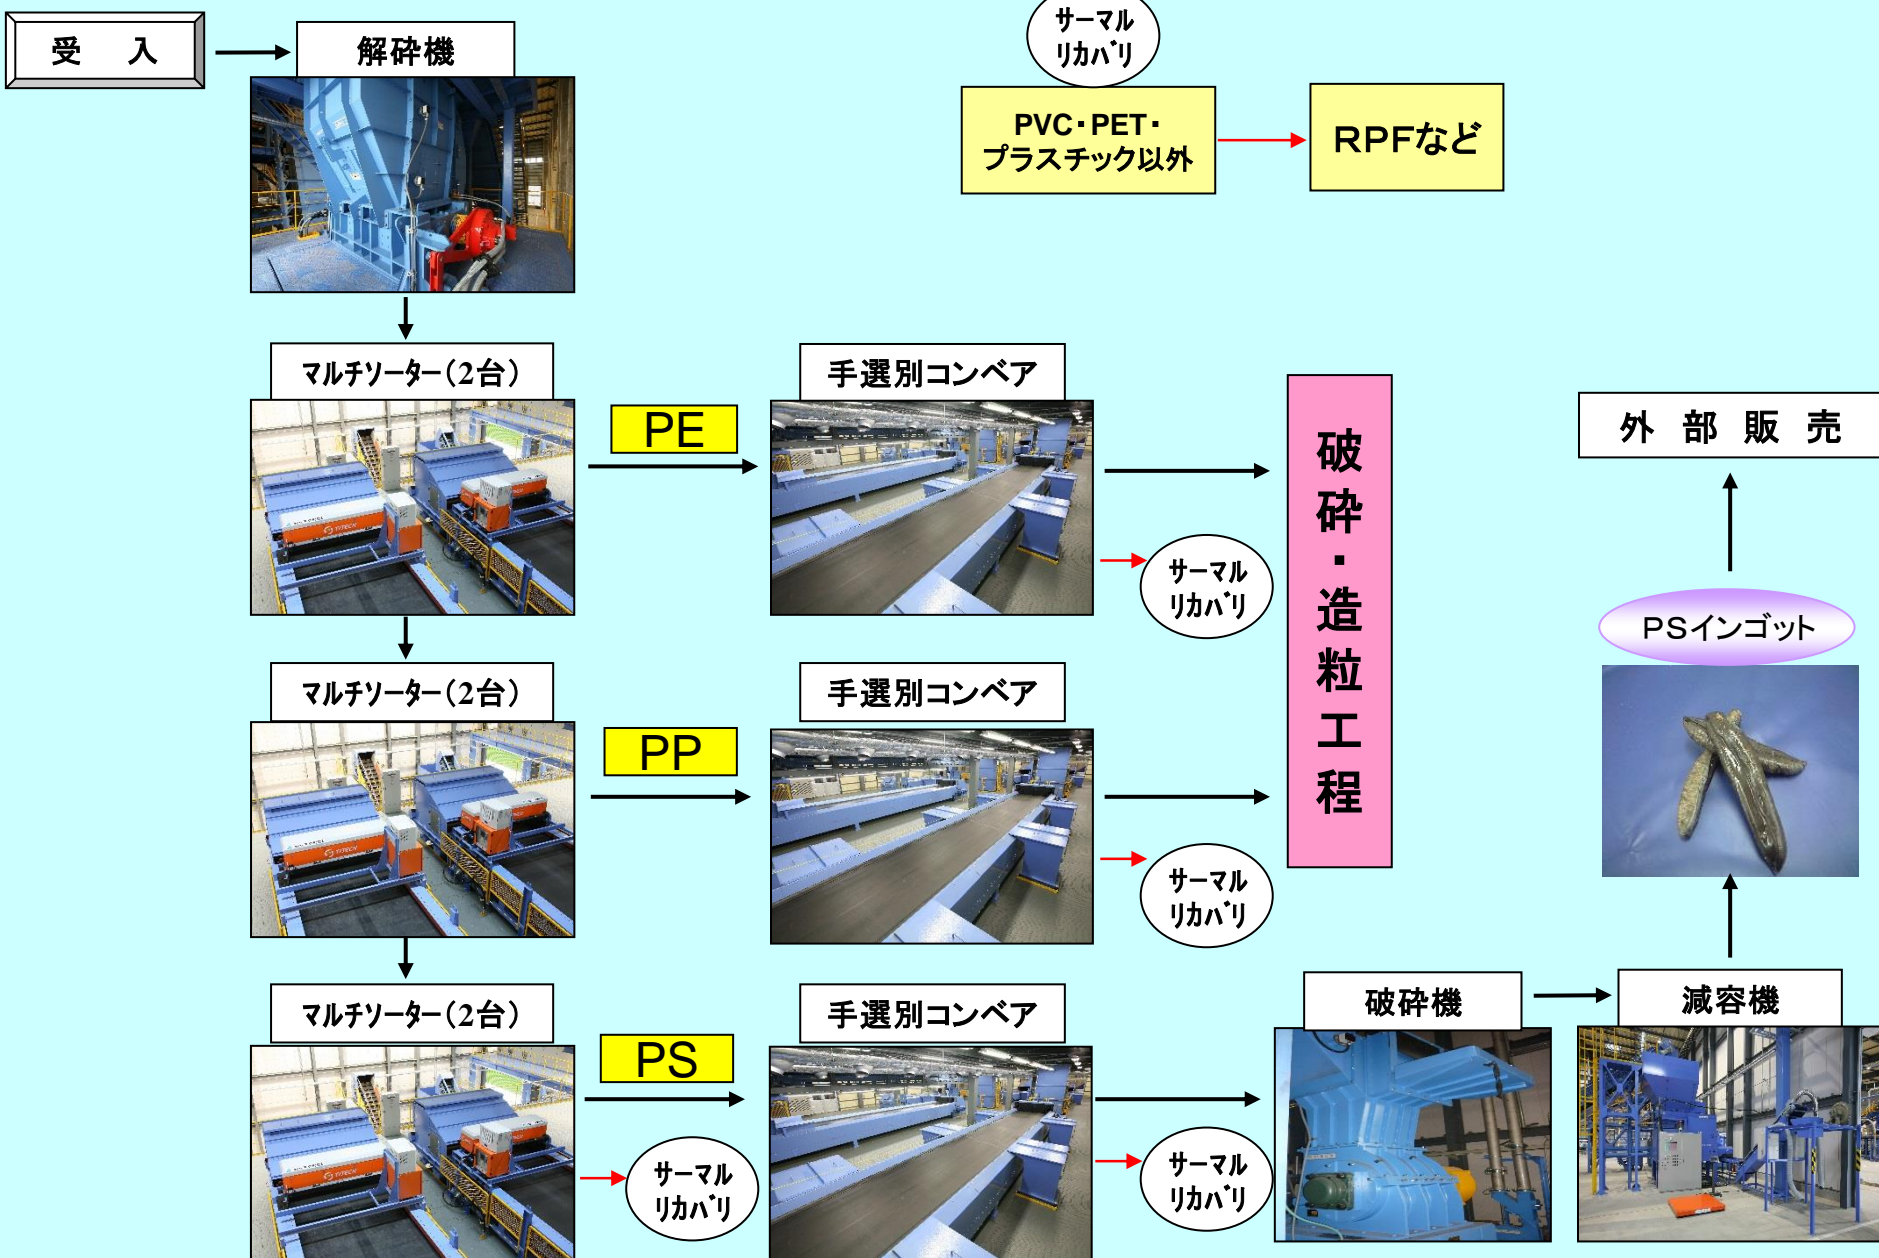 受　入
解砕機
サーマル
リカバリ
PVC・PET・
プラスチック以外
RPFなど
マルチソーター（2台）
PE
手選別コンベア
サーマル
リカバリ
破砕・造粒工程
外 部 販 売
PSインゴット
マルチソーター（2台）
PP
手選別コンベア
サーマル
リカバリ
マルチソーター（2台）
PS
サーマル
リカバリ
手選別コンベア
サーマル
リカバリ
破砕機
減容機
TITECH
TITECH
TITECH